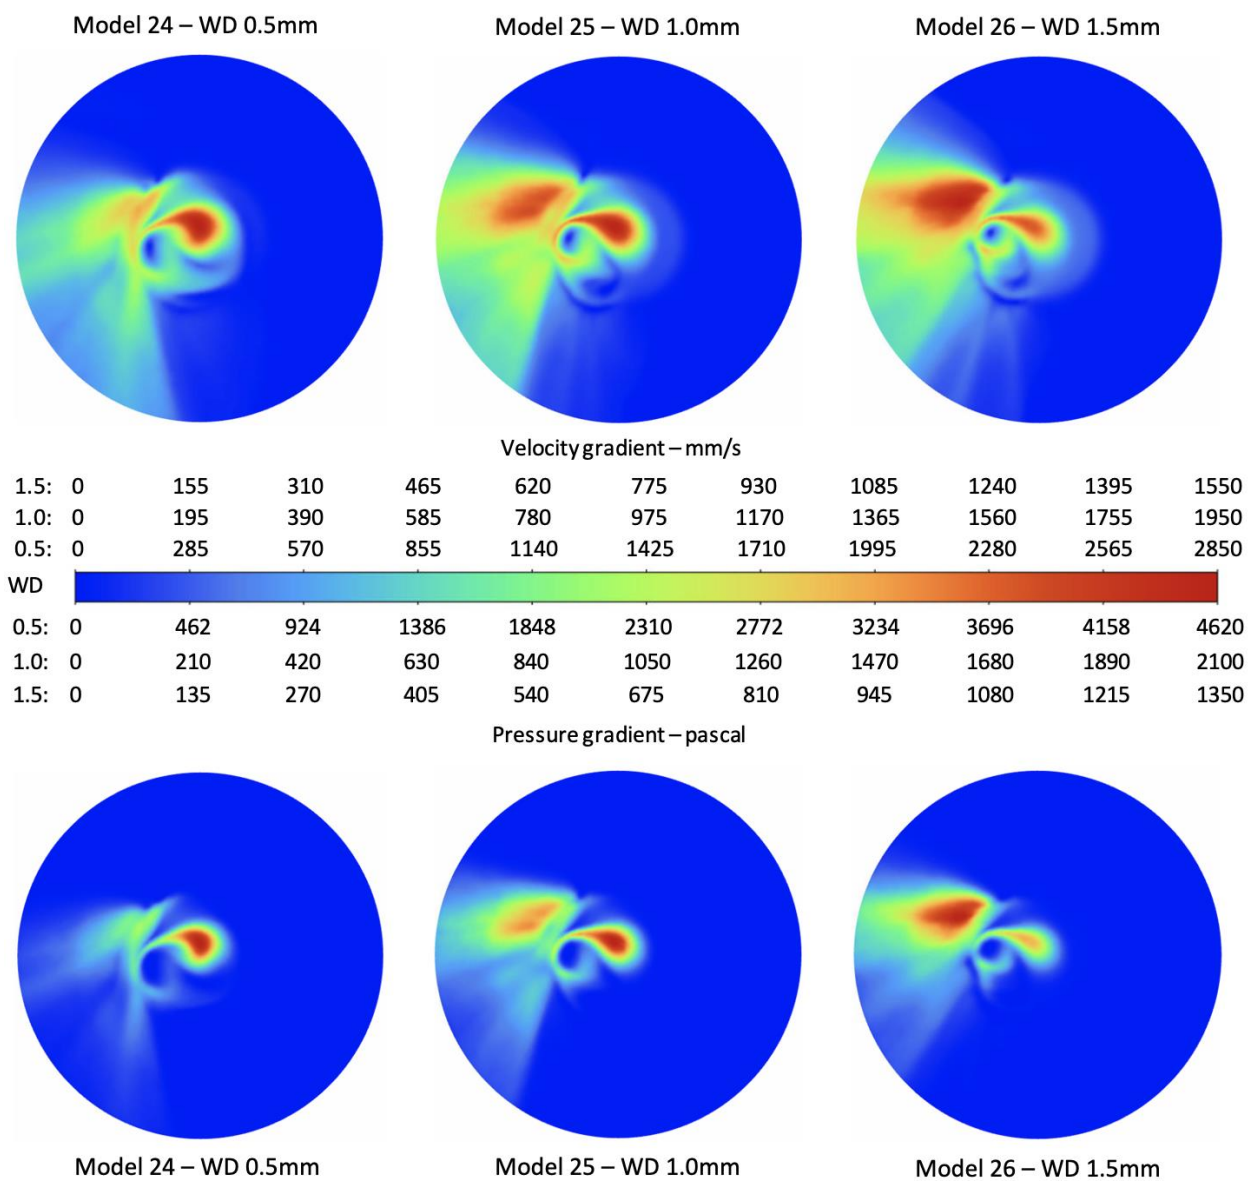 Model 24 – WD 0.5mm Model 25 – WD 1.0mm Model 26 – WD 1.5mm
Velocity gradient – mm/s
1.5: 0 155 310 465 620 775 930 1085 1240 1395 1550
1.0: 0 195 390 585 780 975 1170 1365 1560 1755 1950
0.5: 0 285 570 855 1140 1425 1710 1995 2280 2565 2850
WD
0.5: 0 462 924 1386 1848 2310 2772 3234 3696 4158 4620
1.0: 0 210 420 630 840 1050 1260 1470 1680 1890 2100
1.5: 0 135 270 405 540 675 810 945 1080 1215 1350
Pressure gradient – pascal
Model 24 – WD 0.5mm Model 25 – WD 1.0mm Model 26 – WD 1.5mm